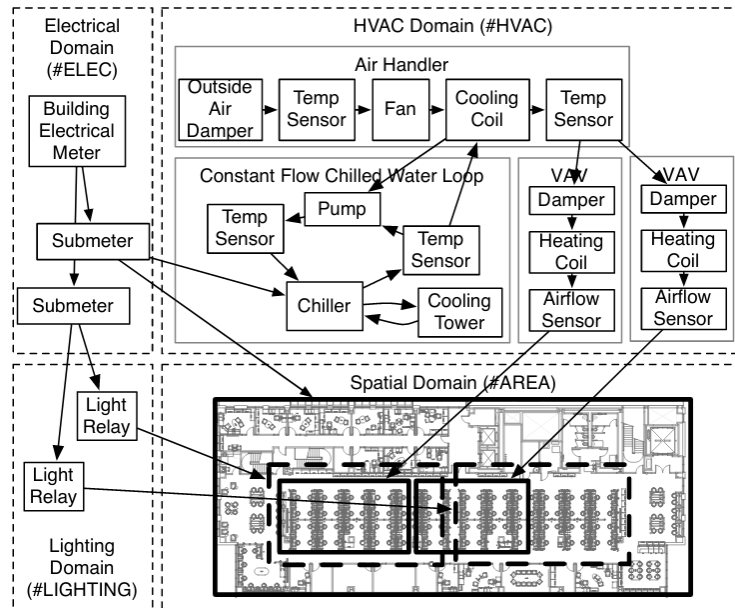 Electrical
Domain
(#ELEC)
Building
Electrical
Meter
Submeter
Submeter
HVAC Domain (#HVAC)
Air Handler
Outside
Air
Damper
Temp
Sensor
Fan
Cooling
Coil
Temp
Sensor
Constant Flow Chilled Water Loop
Pump
Temp
Sensor
Temp
Sensor
Chiller
Cooling
Tower
VAV
Damper
Heating
Coil
Airflow
Sensor
VAV
Damper
Heating
Coil
Airflow
Sensor
Light
Relay
Light
Relay
Lighting
Domain
(#LIGHTING)
Spatial Domain (#AREA)